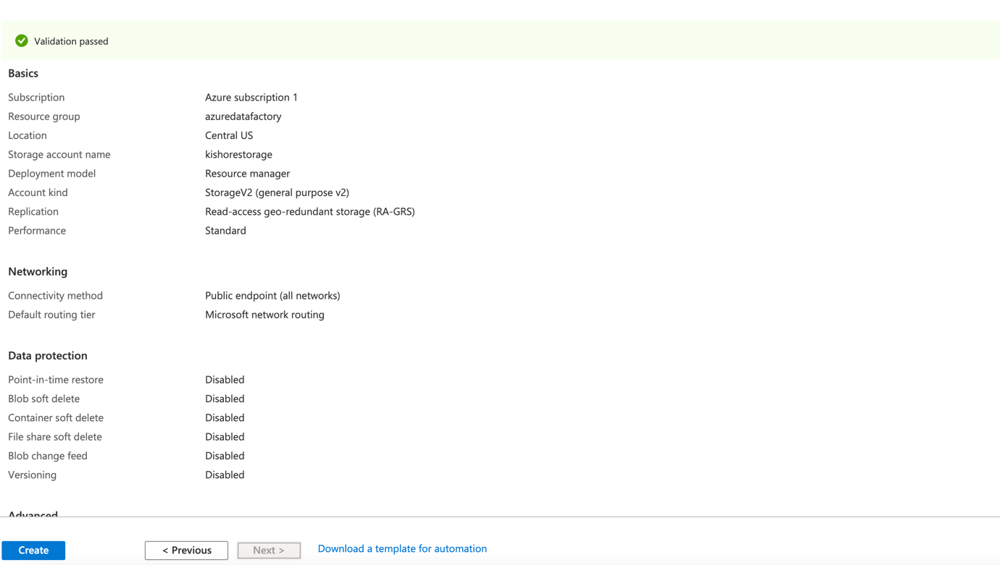 Validation passed
Basics
Subscription Azure subscription 1
Resource group azuredatafactory
Location Central US
Storage account name kishorestorage
Deployment model Resource manager
Account kind StorageV2 (general purpose v2)
Replication Read-access geo-redundant storage (RA-GRS)
Performance Standard
Networking
Connectivity method Public endpoint (all networks)
Default routing tier Microsoft network routing
Data protection
Point-in-time restore Disabled
Blob soft delete Disabled
Container soft delete Disabled
File share soft delete Disabled
Blob change feed Disabled
Versioning Disabled
Advanced
Create < Previous Next > Download a template for automation